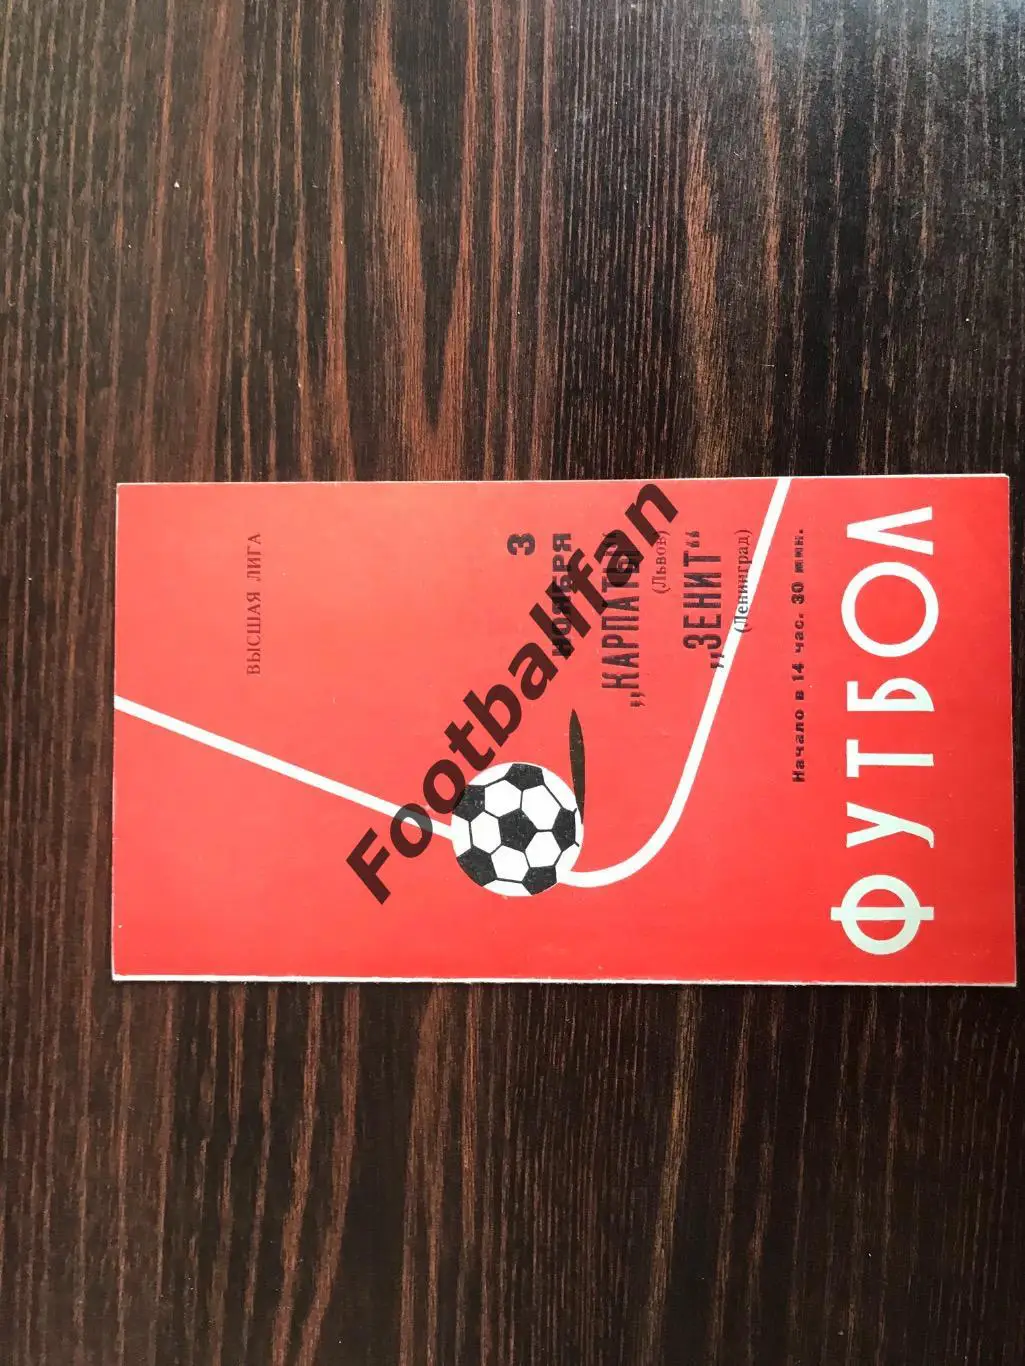 ВЫСШАЯ ЛИГА
3
НОЯБРЯ
„КАРПАТЫ“
(Львов)
„ЗЕНИТ“
(Ленинград)
Начало в 14 час. 30 мин.
ФУТБОЛ
Footballfan